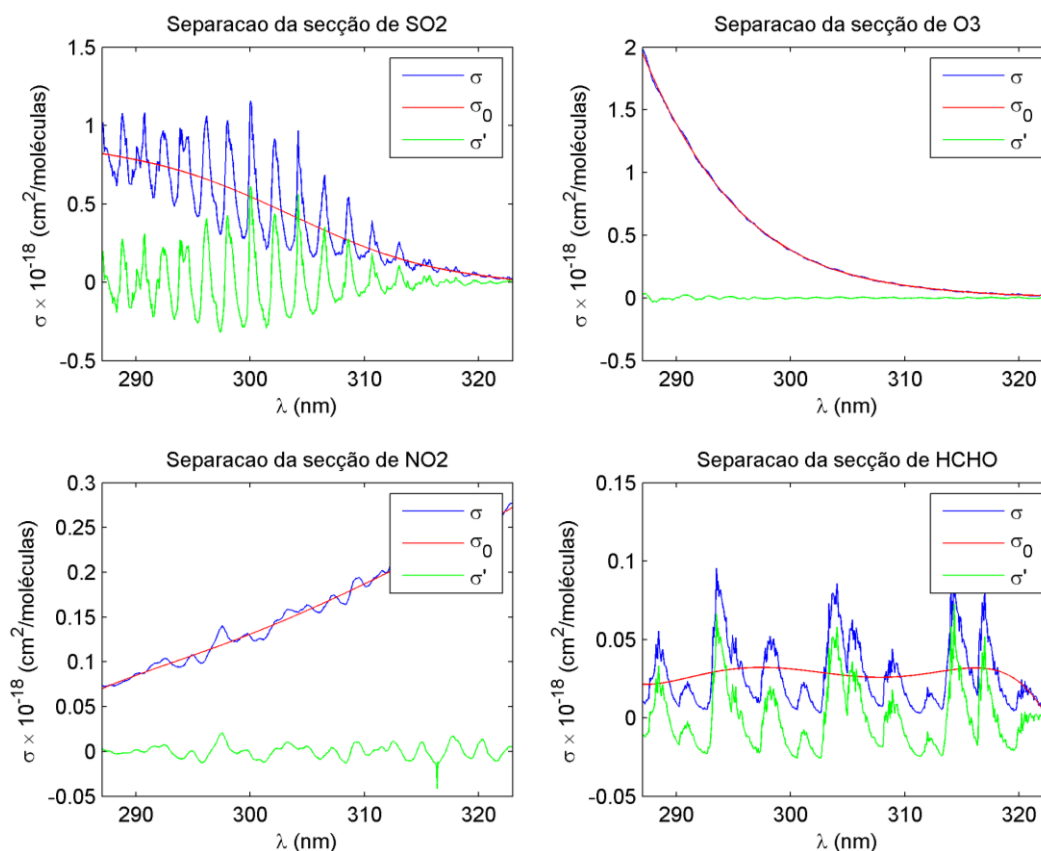 Separacao da secção de SO2
1.5
1
0.5
0
-0.5
290
300
310
320
λ (nm)
σ × 10^-18 (cm^2/moléculas)
σ
σ_0
σ'
Separacao da secção de O3
2
1.5
1
0.5
0
-0.5
290
300
310
320
λ (nm)
σ × 10^-18 (cm^2/moléculas)
σ
σ_0
σ'
Separacao da secção de NO2
0.3
0.25
0.2
0.15
0.1
0.05
0
-0.05
290
300
310
320
λ (nm)
σ × 10^-18 (cm^2/moléculas)
σ
σ_0
σ'
Separacao da secção de HCHO
0.15
0.1
0.05
0
-0.05
290
300
310
320
λ (nm)
σ × 10^-18 (cm^2/moléculas)
σ
σ_0
σ'